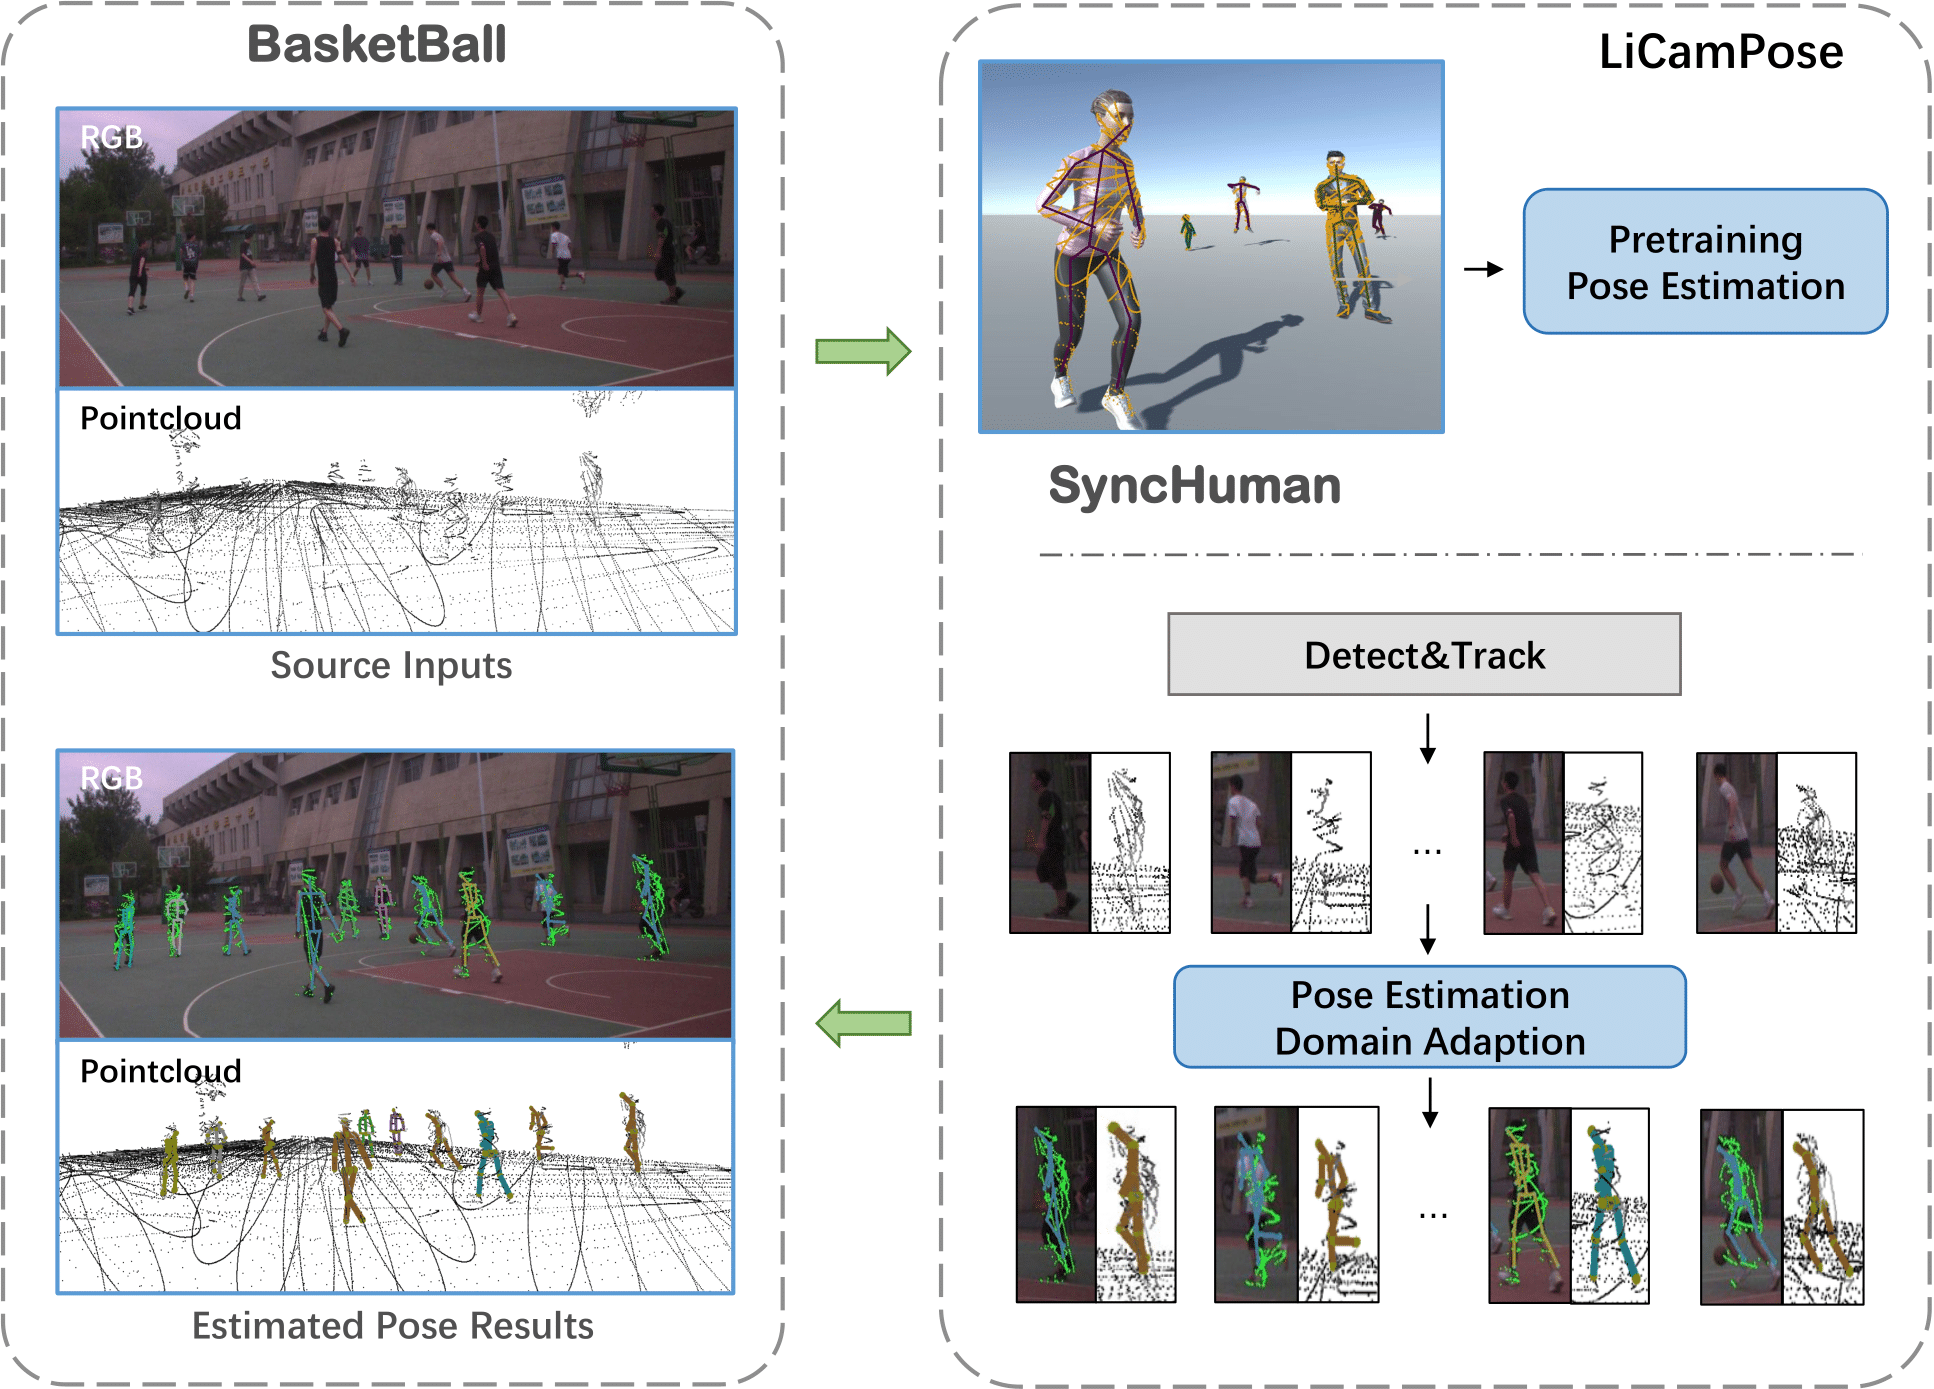 BasketBall
RGB
Pointcloud
Source Inputs
RGB
Pointcloud
Estimated Pose Results
LiCamPose
Pretraining
Pose Estimation
SyncHuman
Detect&Track
...
Pose Estimation
Domain Adaption
...